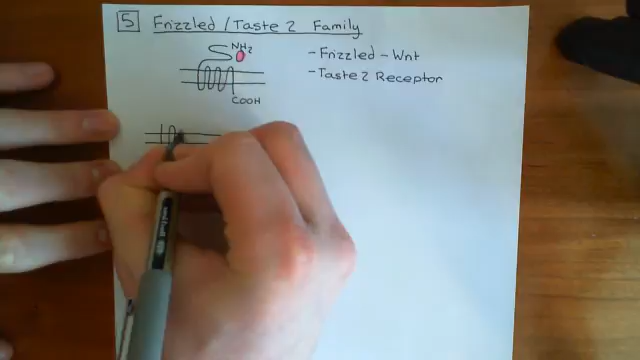 5 Frizzled / Taste 2 Family
NH2
- Frizzled - Wnt
- Taste 2 Receptor
COOH